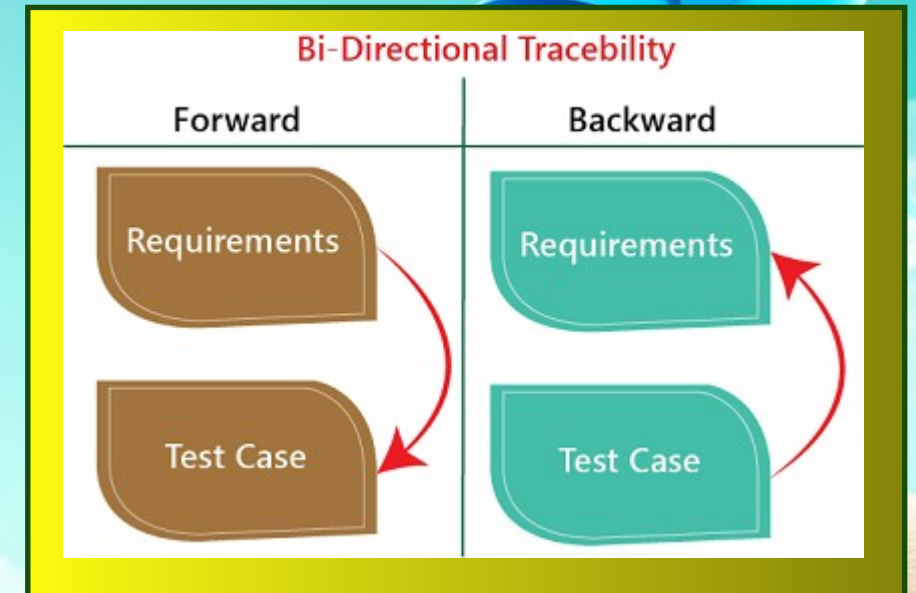 Bi-Directional Tracebility
Forward
Backward
Requirements
Requirements
Test Case
Test Case